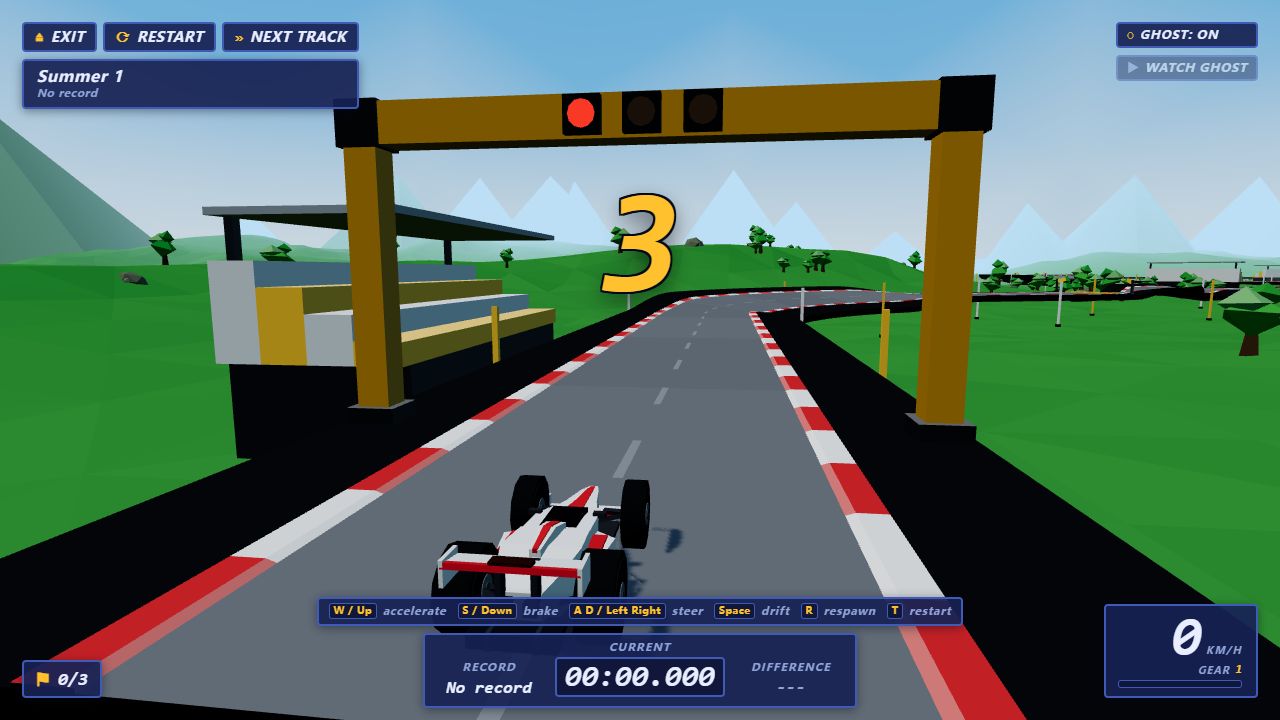 EXIT
RESTART
NEXT TRACK
Summer 1
No record
GHOST: ON
WATCH GHOST
3
W / Up accelerate S / Down brake A D / Left Right steer Space drift R respawn T restart
CURRENT
RECORD
No record
00:00.000
DIFFERENCE
---
0/3
0 KM/H
GEAR 1